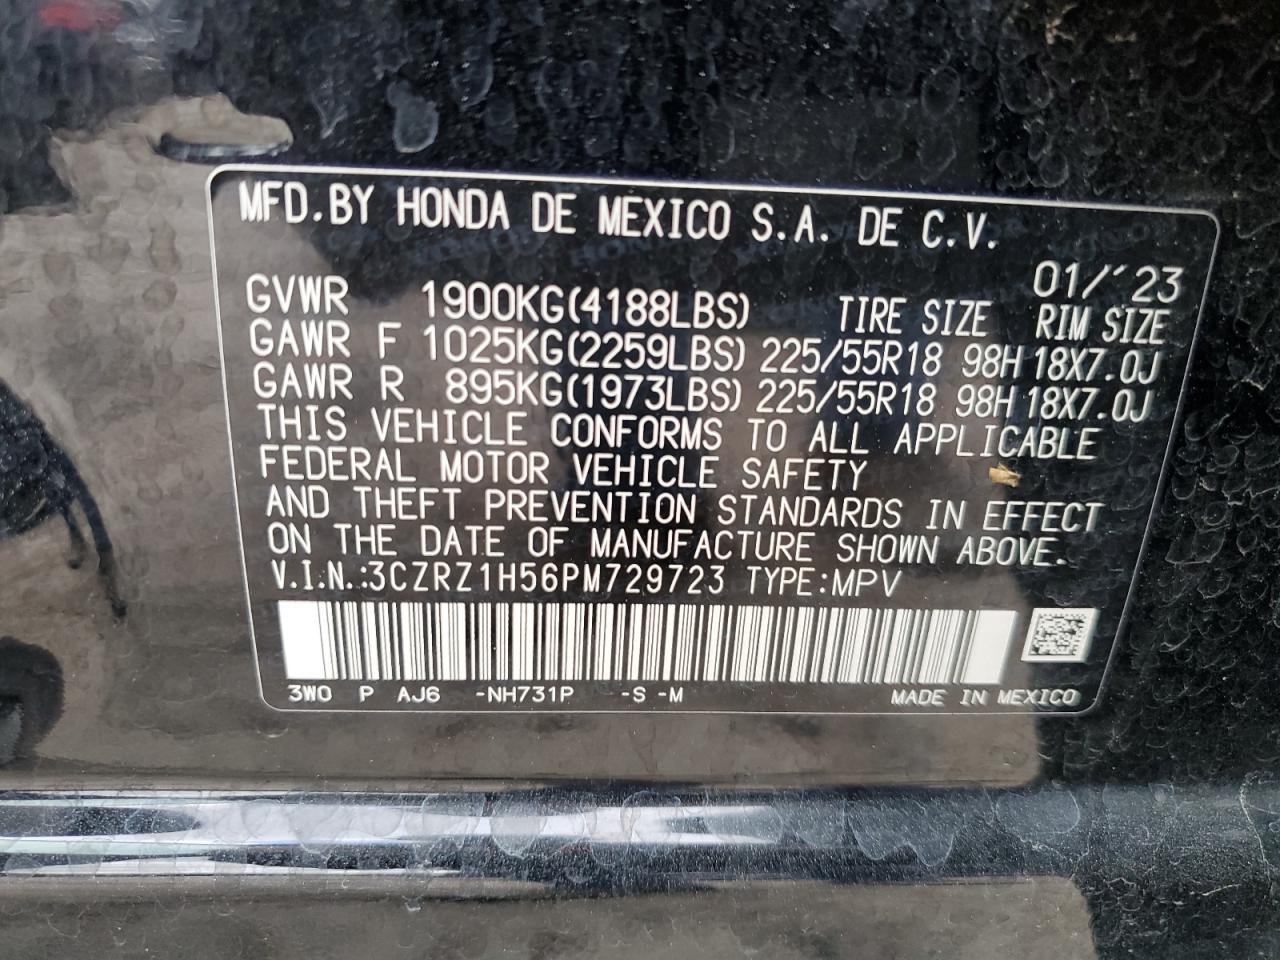 MFD.BY HONDA DE MEXICO S.A. DE C.V.
01/'23
GVWR 1900KG(4188LBS) TIRE SIZE RIM SIZE
GAWR F 1025KG(2259LBS) 225/55R18 98H 18X7.0J
GAWR R 895KG(1973LBS) 225/55R18 98H 18X7.0J
THIS VEHICLE CONFORMS TO ALL APPLICABLE
FEDERAL MOTOR VEHICLE SAFETY
AND THEFT PREVENTION STANDARDS IN EFFECT
ON THE DATE OF MANUFACTURE SHOWN ABOVE.
V.I.N.:3CZRZ1H56PM729723 TYPE:MPV
3W0 P AJ6 -NH731P -S -M MADE IN MEXICO